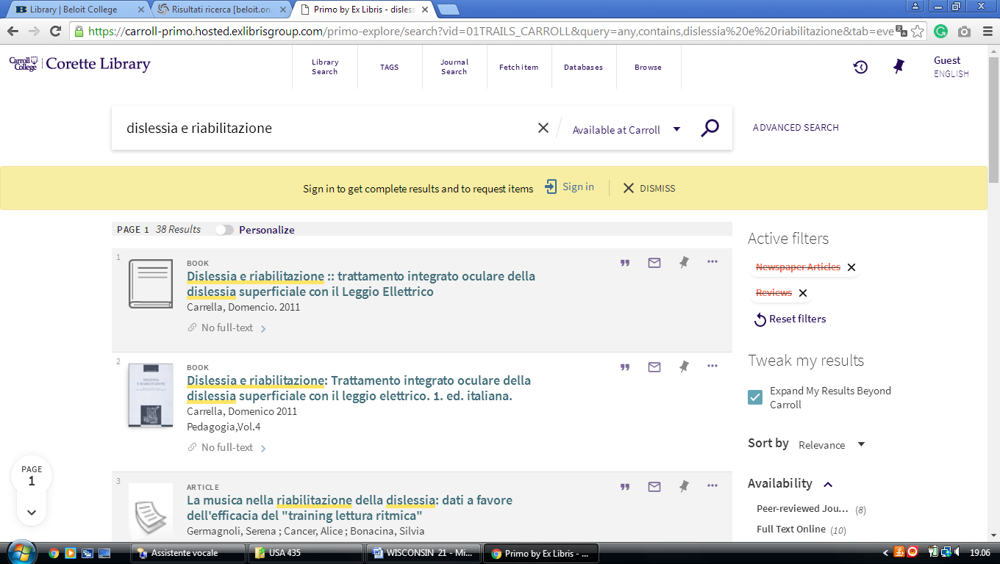 Library | Beloit College
Risultati ricerca [beloit.on
Primo by Ex Libris - disles
https://carroll-primo.hosted.exlibrisgroup.com/primo-explore/search?vid=01TRAILS_CARROLL&query=any,contains,dislessia%20e%20riabilitazione&tab=eve
Carroll College | Corette Library
Library Search
TAGS
Journal Search
Fetch item
Databases
Browse
Guest
ENGLISH
dislessia e riabilitazione
Available at Carroll
ADVANCED SEARCH
Sign in to get complete results and to request items
Sign in
DISMISS
PAGE 1 38 Results
Personalize
1
BOOK
Dislessia e riabilitazione :: trattamento integrato oculare della
dislessia superficiale con il Leggio Ellettrico
Carrella, Domencio. 2011
No full-text
2
DISLESSIA
E RIABILITAZIONE
BOOK
Dislessia e riabilitazione: Trattamento integrato oculare della
dislessia superficiale con il leggio elettrico. 1. ed. italiana.
Carrella, Domenico 2011
Pedagogia,Vol.4
No full-text
3
ARTICLE
La musica nella riabilitazione della dislessia: dati a favore
dell'efficacia del "training lettura ritmica"
Germagnoli, Serena ; Cancer, Alice ; Bonacina, Silvia
Active filters
Newspaper Articles
Reviews
Reset filters
Tweak my results
Expand My Results Beyond
Carroll
Sort by Relevance
Availability
Peer-reviewed Jou... (8)
Full Text Online (10)
PAGE
1
Assistente vocale
USA 435
WISCONSIN 21 - Mi...
Primo by Ex Libris - ...
19.06